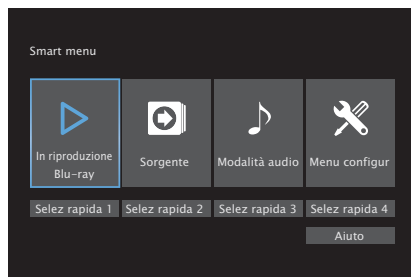 Smart menu
In riproduzione
Blu-ray
Sorgente
Modalità audio
Menu configur
Selez rapida 1
Selez rapida 2
Selez rapida 3
Selez rapida 4
Aiuto